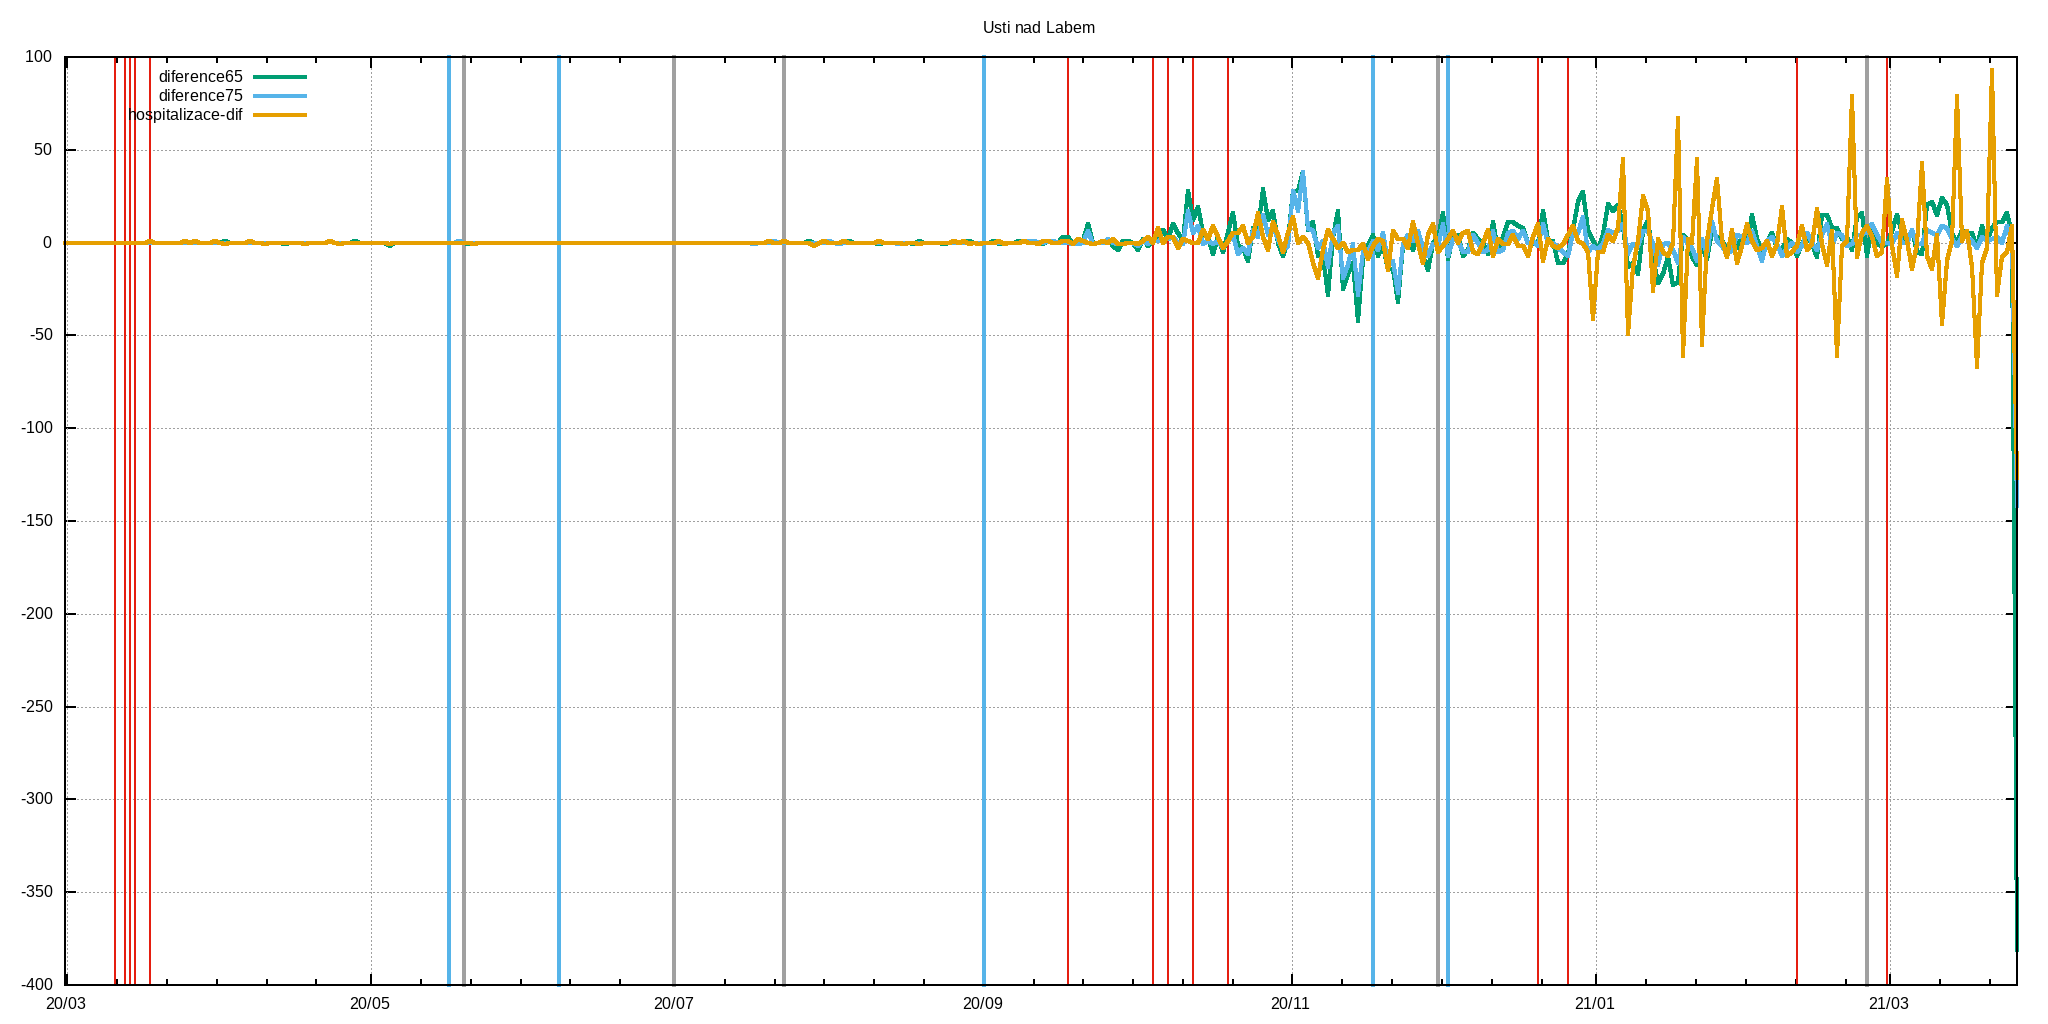 Usti nad Labem
100
diference65
diference75
hospitalizace-dif
50
0
-50
-100
-150
-200
-250
-300
-350
-400
20/03 20/05 20/07 20/09 20/11 21/01 21/03